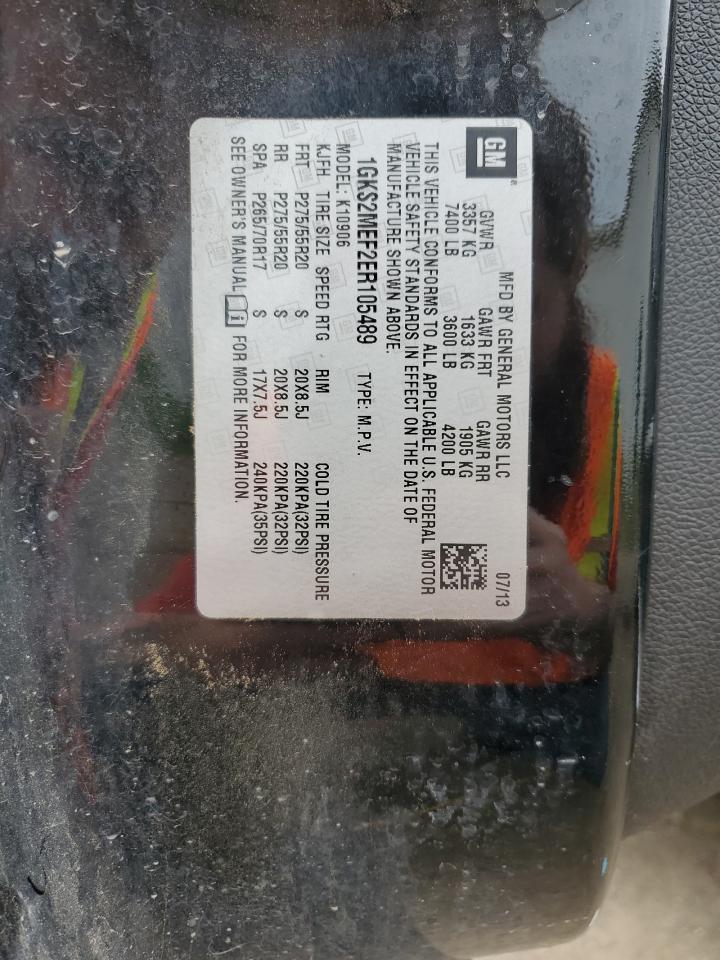 GM
MFD BY GENERAL MOTORS LLC 07/13
GVWR GAWR FRT GAWR RR
3357 KG 1633 KG 1905 KG
7400 LB 3600 LB 4200 LB
THIS VEHICLE CONFORMS TO ALL APPLICABLE U.S. FEDERAL MOTOR
VEHICLE SAFETY STANDARDS IN EFFECT ON THE DATE OF
MANUFACTURE SHOWN ABOVE.
1GKS2MEF2ER105489 TYPE: M.P.V.
MODEL: K10906
KJFH TIRE SIZE SPEED RTG RIM COLD TIRE PRESSURE
FRT P275/55R20 S 20X8.5J 220KPA(32PSI)
RR P275/55R20 S 20X8.5J 220KPA(32PSI)
SPA P265/70R17 S 17X7.5J 240KPA(35PSI)
SEE OWNER'S MANUAL i FOR MORE INFORMATION.